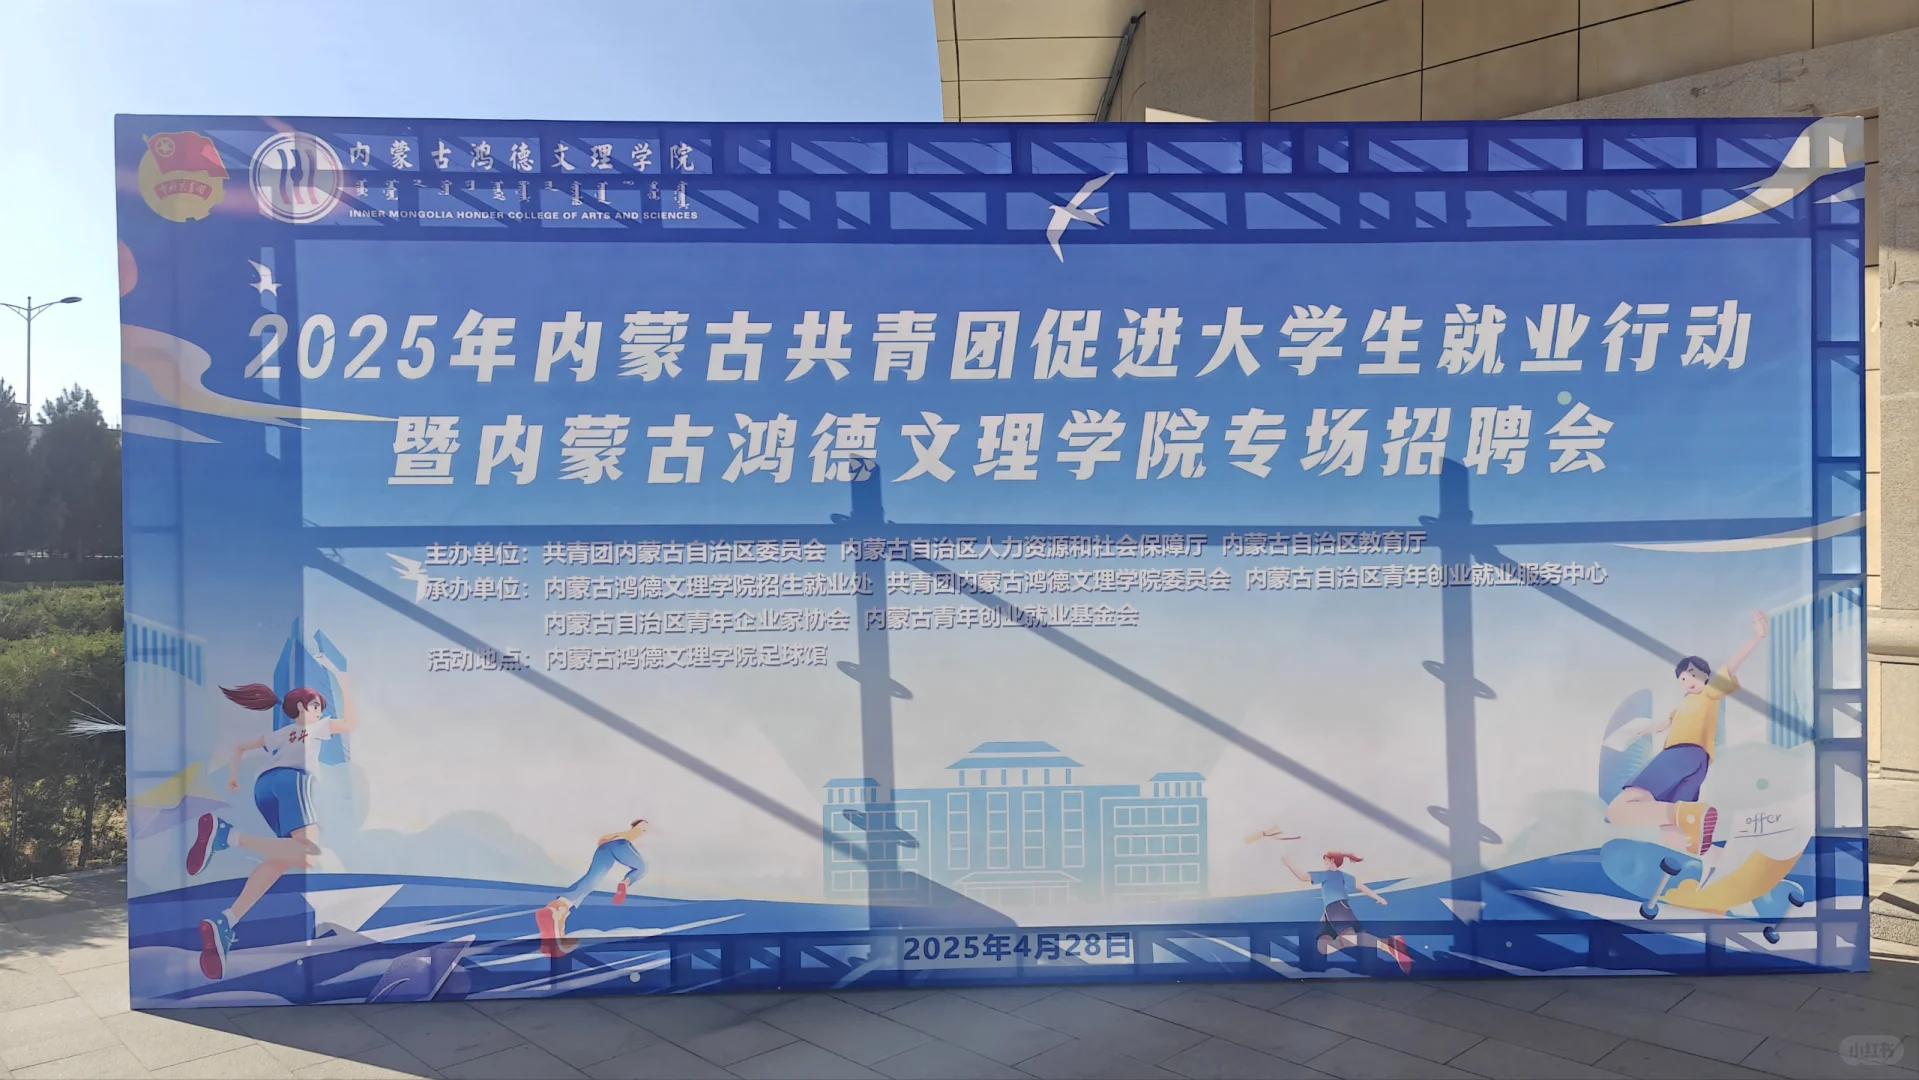 内蒙古鸿德文理学院
INNER MONGOLIA HONDER COLLEGE OF ARTS AND SCIENCES
2025年内蒙古共青团促进大学生就业行动
暨内蒙古鸿德文理学院专场招聘会
主办单位：共青团内蒙古自治区委员会 内蒙古自治区人力资源和社会保障厅 内蒙古自治区教育厅
承办单位：内蒙古鸿德文理学院招生就业处 共青团内蒙古鸿德文理学院委员会 内蒙古自治区青年创业就业服务中心
内蒙古自治区青年企业家协会 内蒙古青年创业就业基金会
活动地点：内蒙古鸿德文理学院足球馆
奋斗
offer
2025年4月28日
小红书